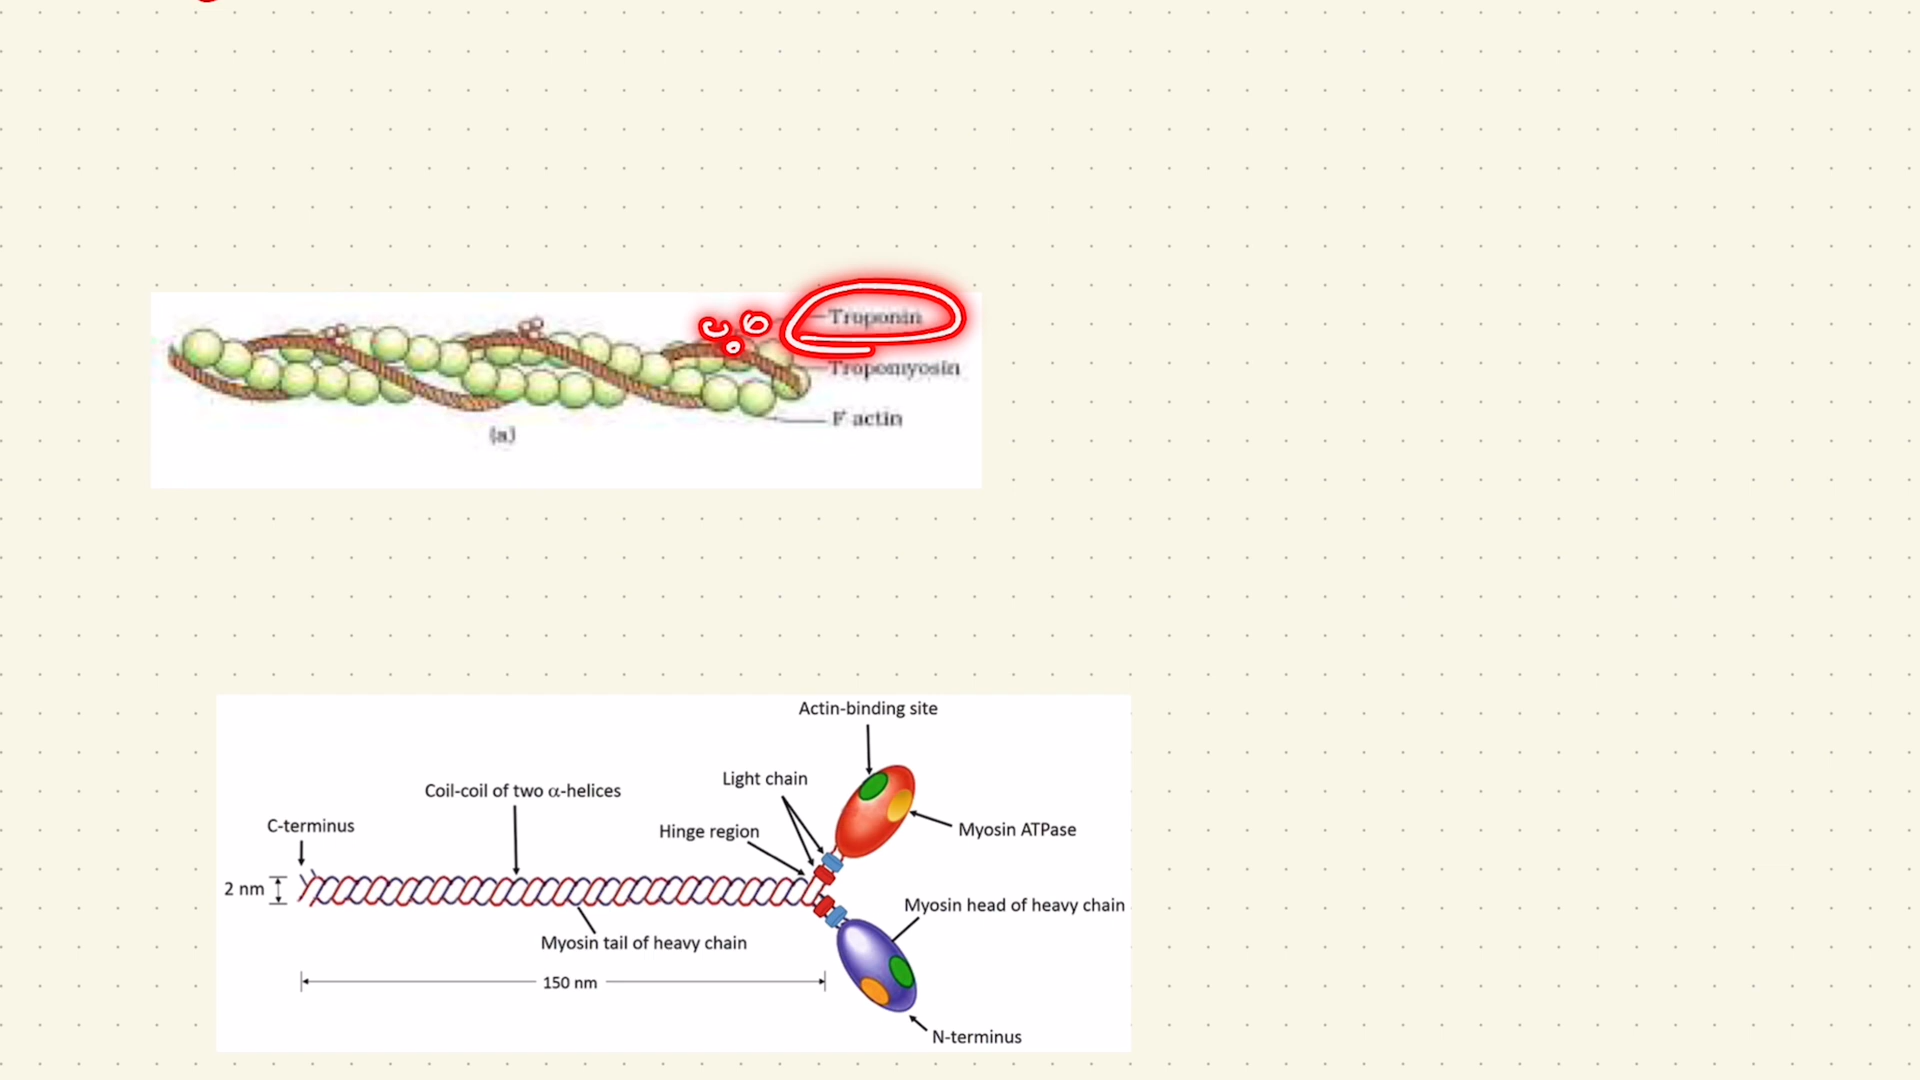 Troponin
Tropomyosin
F actin
(a)
Actin-binding site
Light chain
Coil-coil of two α-helices
C-terminus
Hinge region
Myosin ATPase
2 nm
Myosin head of heavy chain
Myosin tail of heavy chain
150 nm
N-terminus